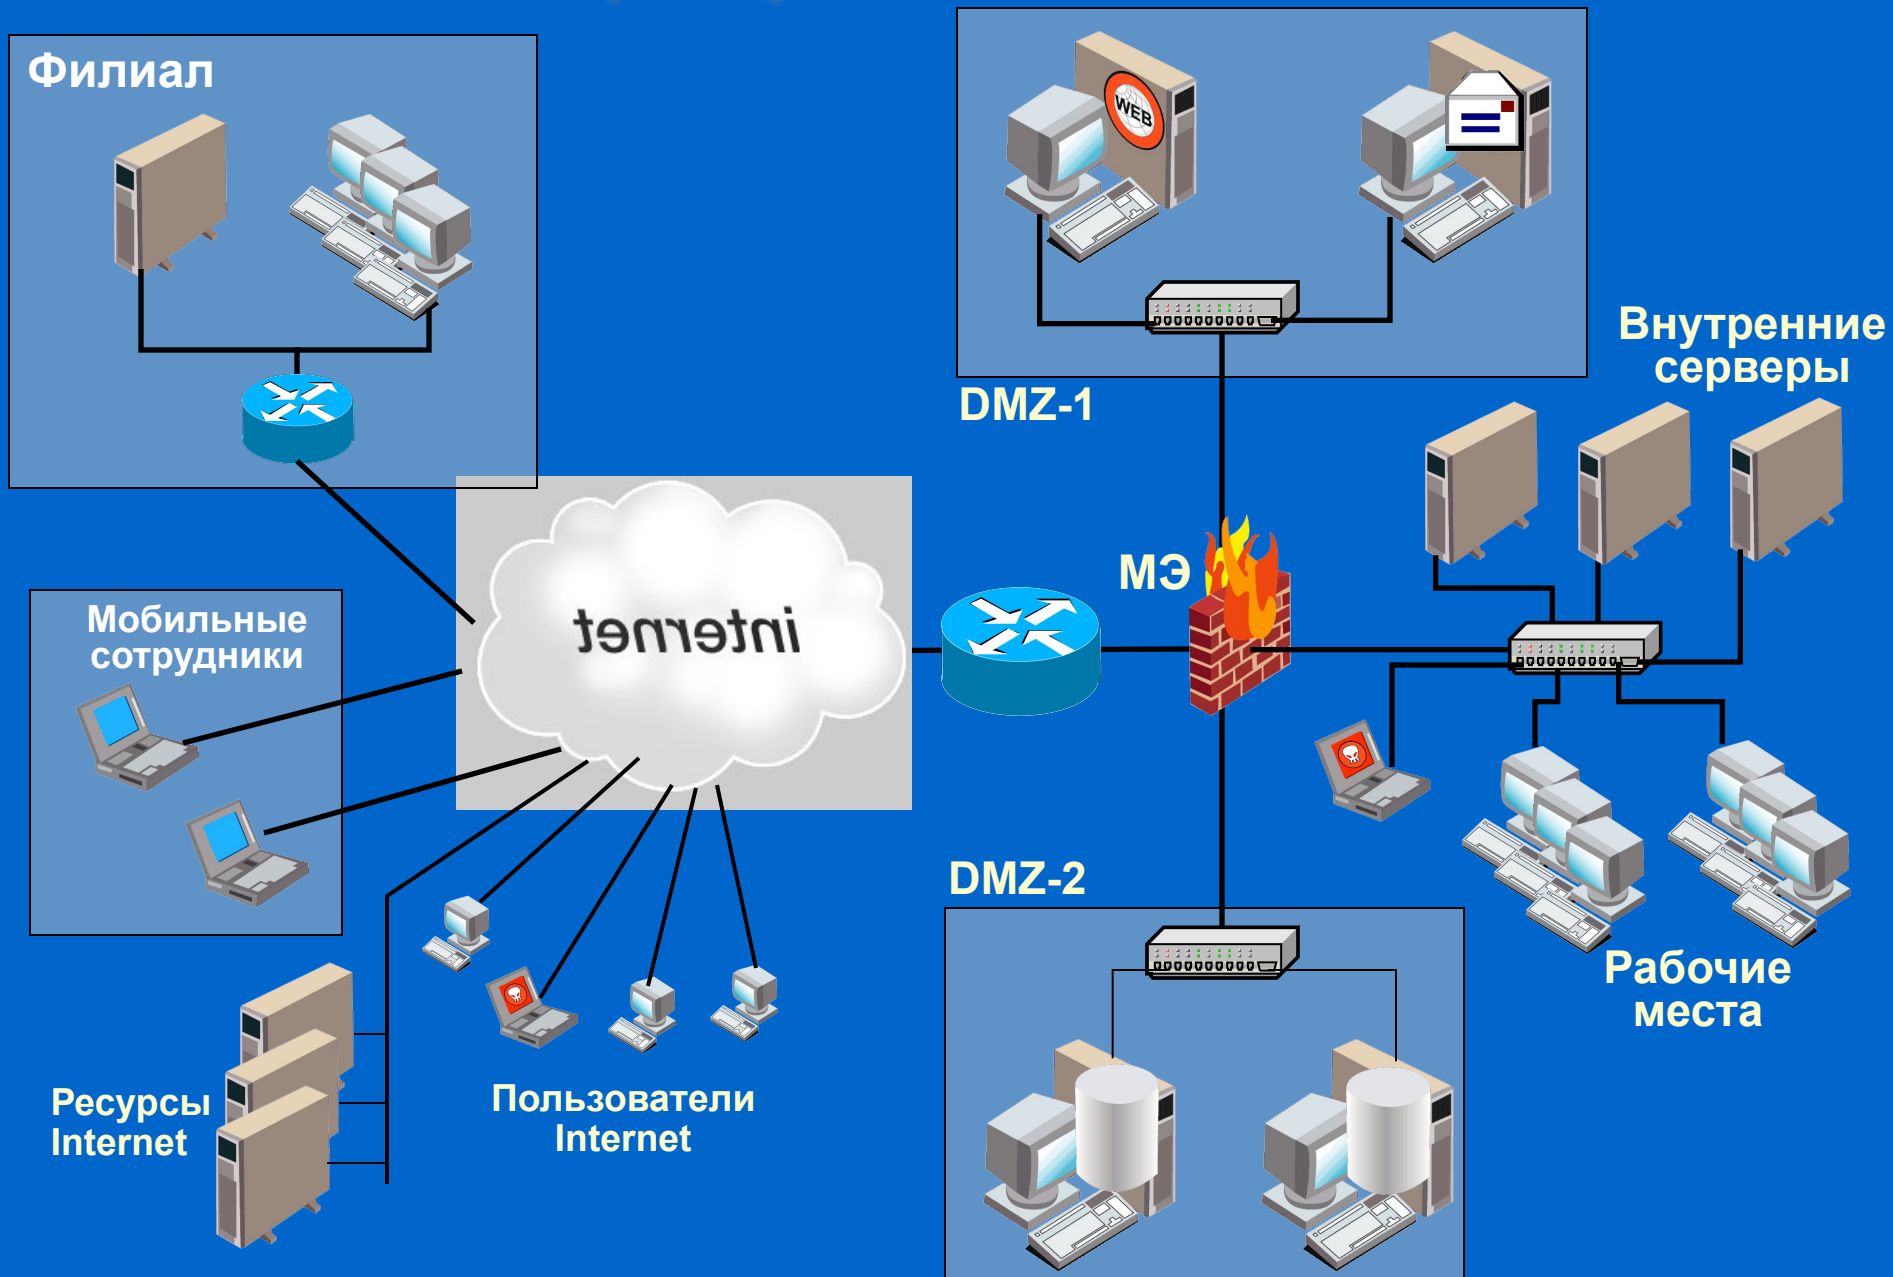 Филиал
WEB
DMZ-1
Внутренние
серверы
МЭ
internet
Мобильные
сотрудники
DMZ-2
Рабочие
места
Ресурсы
Internet
Пользователи
Internet